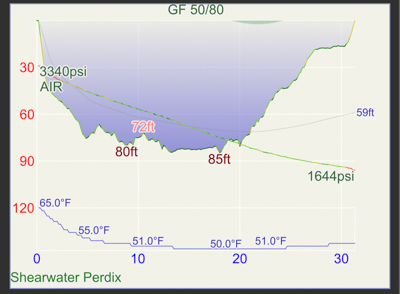 GF 50/80
30
3340psi
AIR
60
72ft
59ft
80ft
85ft
90
1644psi
120
65.0°F
55.0°F
51.0°F
50.0°F
51.0°F
0
10
20
30
Shearwater Perdix